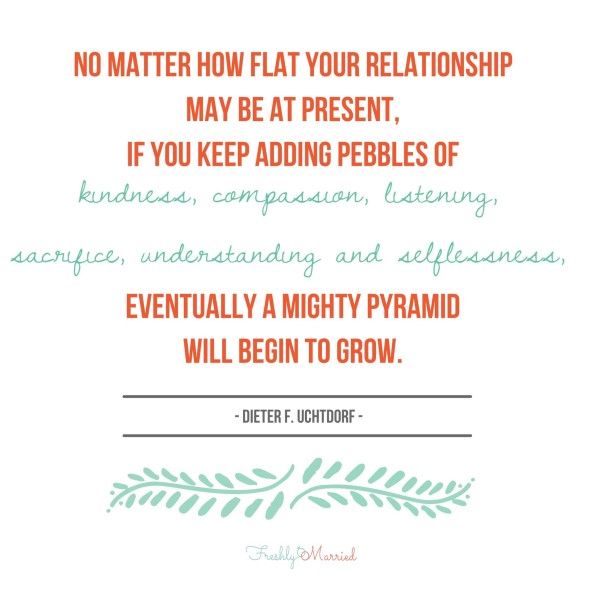 NO MATTER HOW FLAT YOUR RELATIONSHIP
MAY BE AT PRESENT,
IF YOU KEEP ADDING PEBBLES OF
kindness, compassion, listening,
sacrifice, understanding and selflessness,
EVENTUALLY A MIGHTY PYRAMID
WILL BEGIN TO GROW.
- DIETER F. UCHTDORF -
Freshly Married